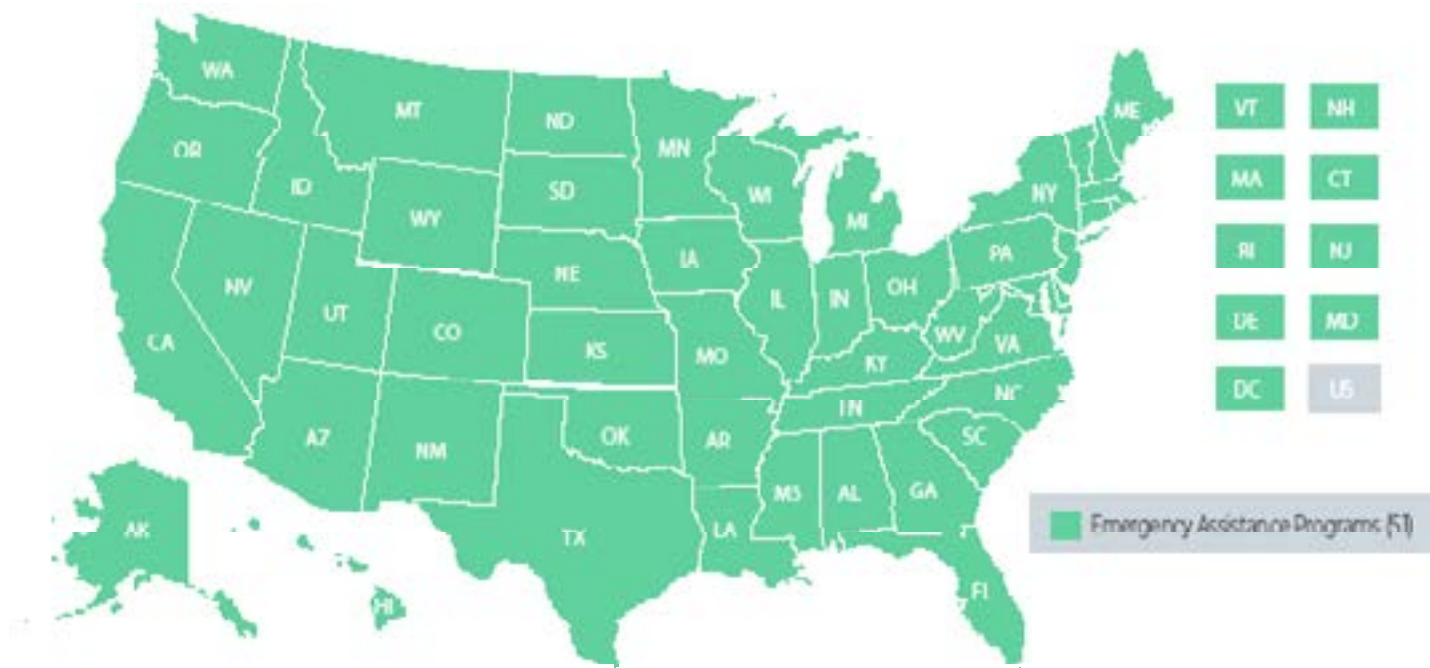 WA
MT
ND
MN
ME
VT
NH
OR
ID
SD
WI
NY
MA
CT
WY
MI
NV
UT
CO
NE
IA
IL
IN
OH
PA
RI
NJ
CA
KS
MO
KY
WV
VA
DE
MD
AZ
NM
OK
AR
TN
NC
SC
DC
US
AK
HI
TX
LA
MS
AL
GA
FL
Emergency Assistance Programs (51)